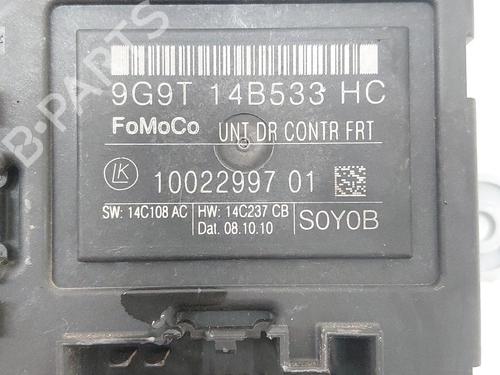 9G9T 14B533 HC
FoMoCo UNT DR CONTR FRT
LK 10022997 01
SW: 14C108 AC HW: 14C237 CB
Dat. 08.10.10 S0Y0B